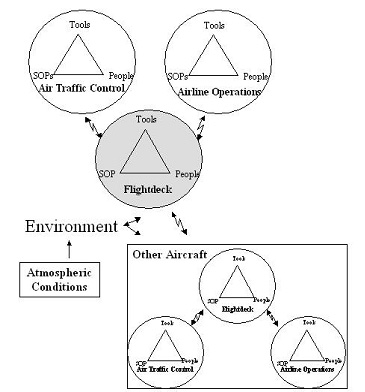 Tools
SOPs People
Air Traffic Control
Tools
SOPs People
Airline Operations
Tools
SOP People
Flightdeck
Environment
Atmospheric
Conditions
Other Aircraft
Tools
SOP People
Flightdeck
Tools
SOP People
Air Traffic Control
Tools
SOP People
Airline Operations